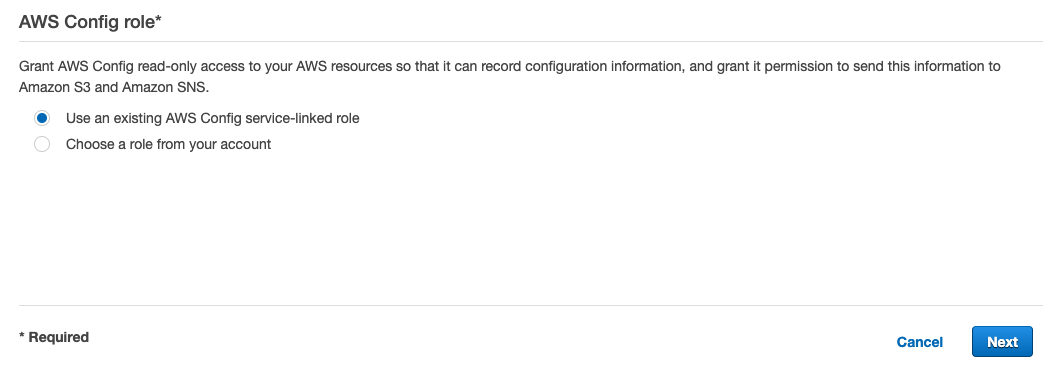 AWS Config role*
Grant AWS Config read-only access to your AWS resources so that it can record configuration information, and grant it permission to send this information to
Amazon S3 and Amazon SNS.
Use an existing AWS Config service-linked role
Choose a role from your account
* Required
Cancel
Next